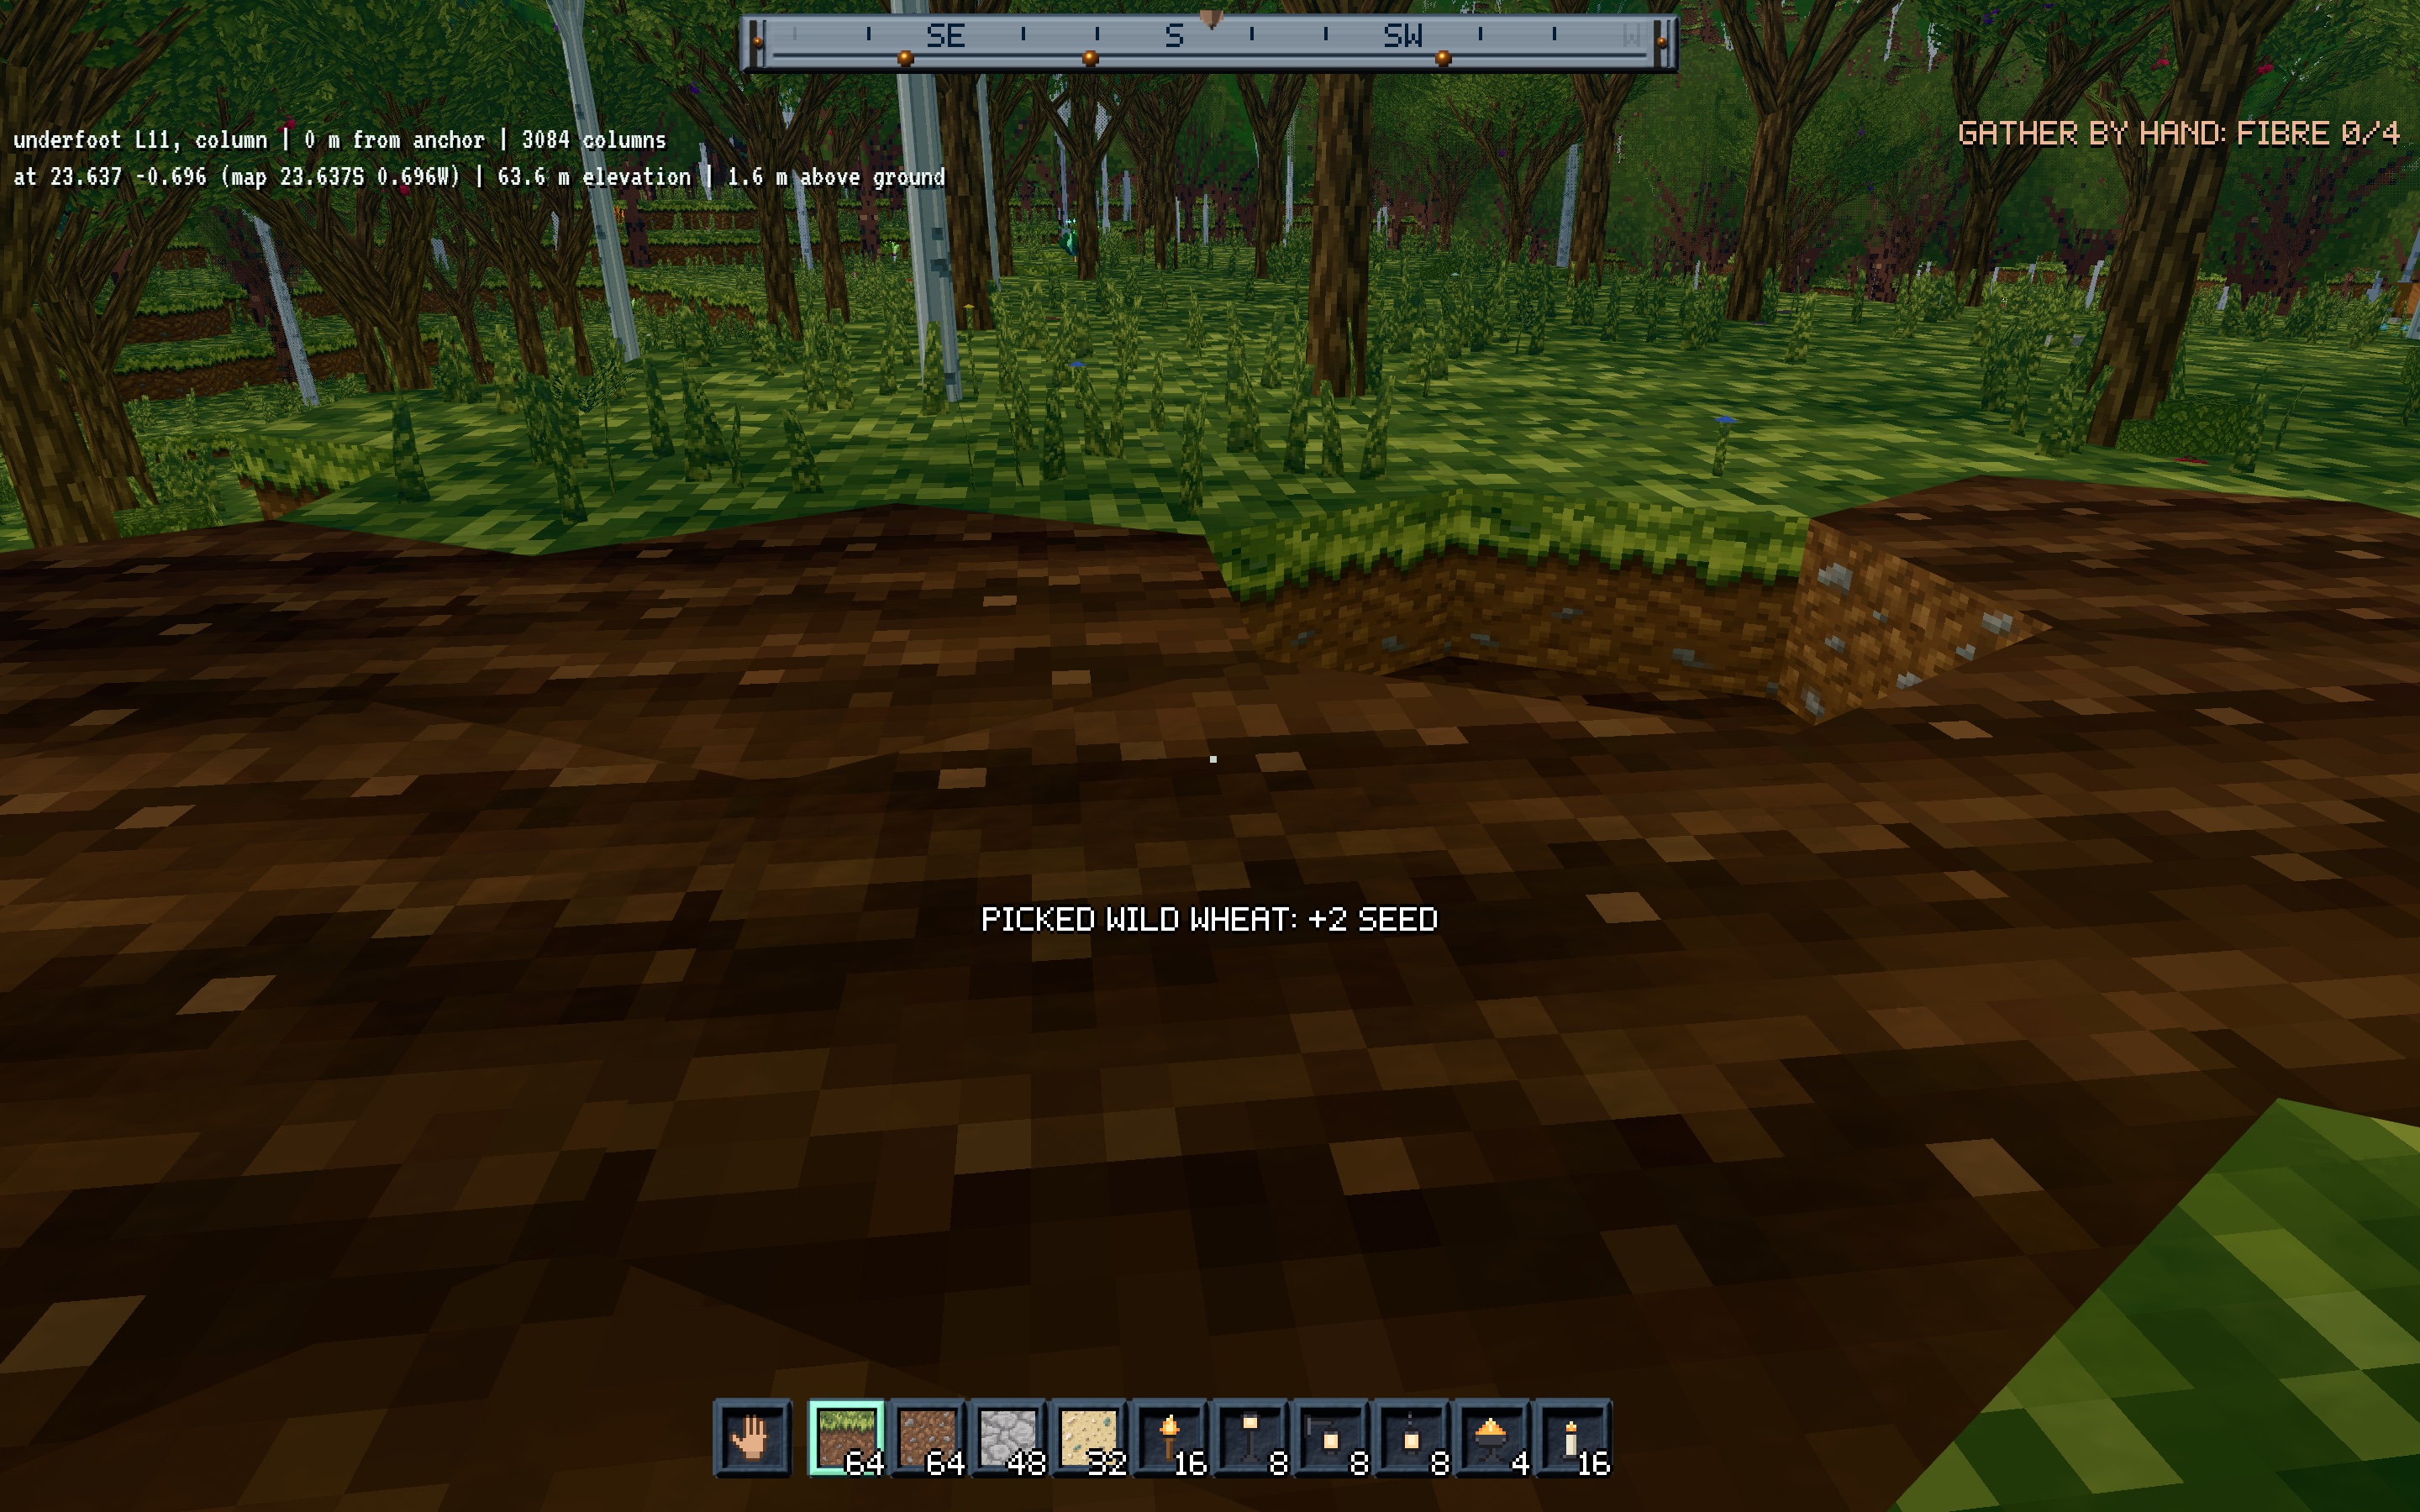 SE S SW W
underfoot L11, column | 0 m from anchor | 3084 columns
GATHER BY HAND: FIBRE 0/4
at 23.637 -0.696 (map 23.637S 0.696W) | 63.6 m elevation | 1.6 m above ground
PICKED WILD WHEAT: +2 SEED
64 64 48 32 16 8 8 8 4 16